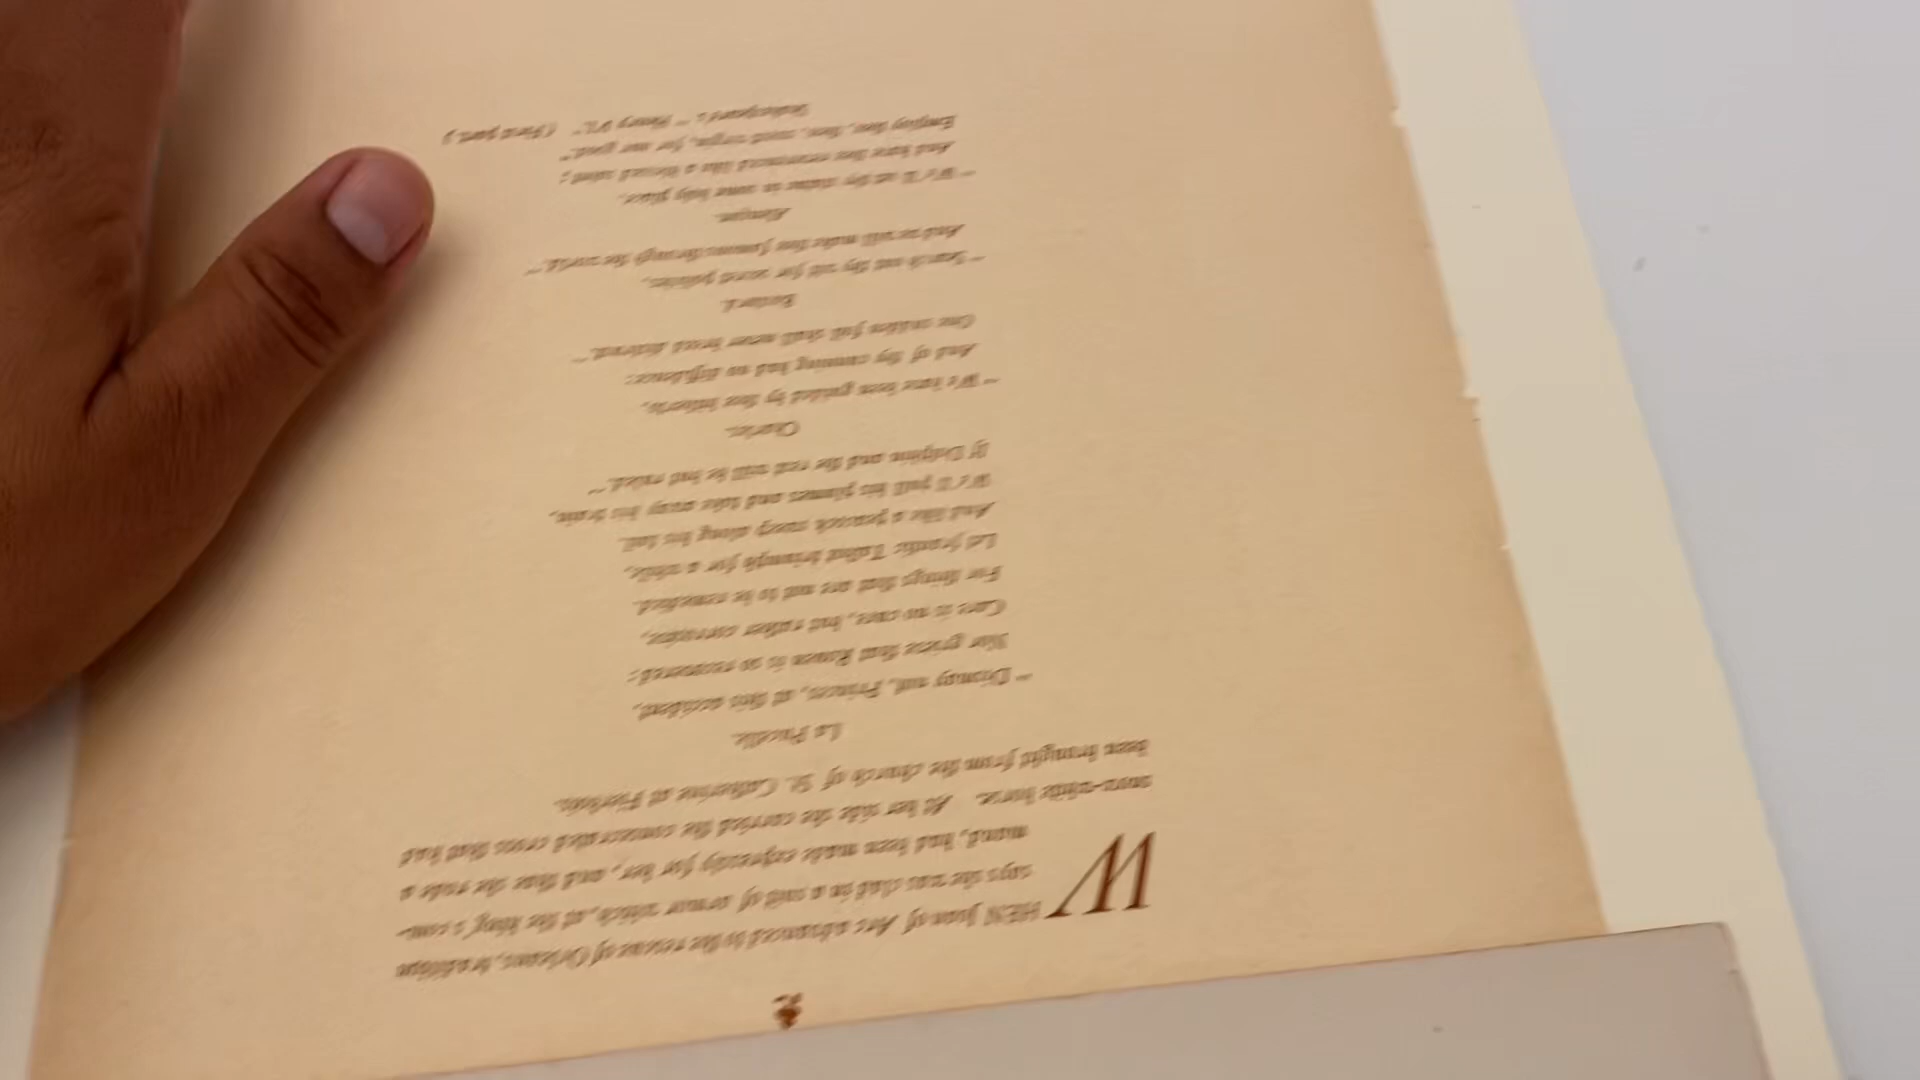 WHEN Joan of Arc advanced to the rescue of Orleans, tradition
says she was clad in a suit of armor which, at the king's com-
mand, had been made expressly for her, and that she rode a
snow-white horse. At her side she carried the consecrated cross that had
been brought from the church of St. Catherine at Fierbois.
La Pucelle.
"Dismay not, Princes, at this accident,
Nor grieve that Rouen is so recovered:
Care is no cure, but rather corrosive,
For things that are not to be remedied.
Let frantic Talbot triumph for a while,
And like a peacock sweep along his tail.
We'll pull his plumes and take away his train,
If Dolphin and the rest will be but ruled."
Charles.
"We have been guided by thee hitherto,
And of thy cunning had no diffidence:
One sudden foil shall never breed distrust."
Bastard.
"Search out thy wit for secret policies,
And we will make thee famous through the world."
Alençon.
"We'll set thy statue in some holy place,
And have thee reverenced like a blessed saint;
Employ thee, then, sweet virgin, for our good."
Shakespeare's "Henry VI." (First part.)